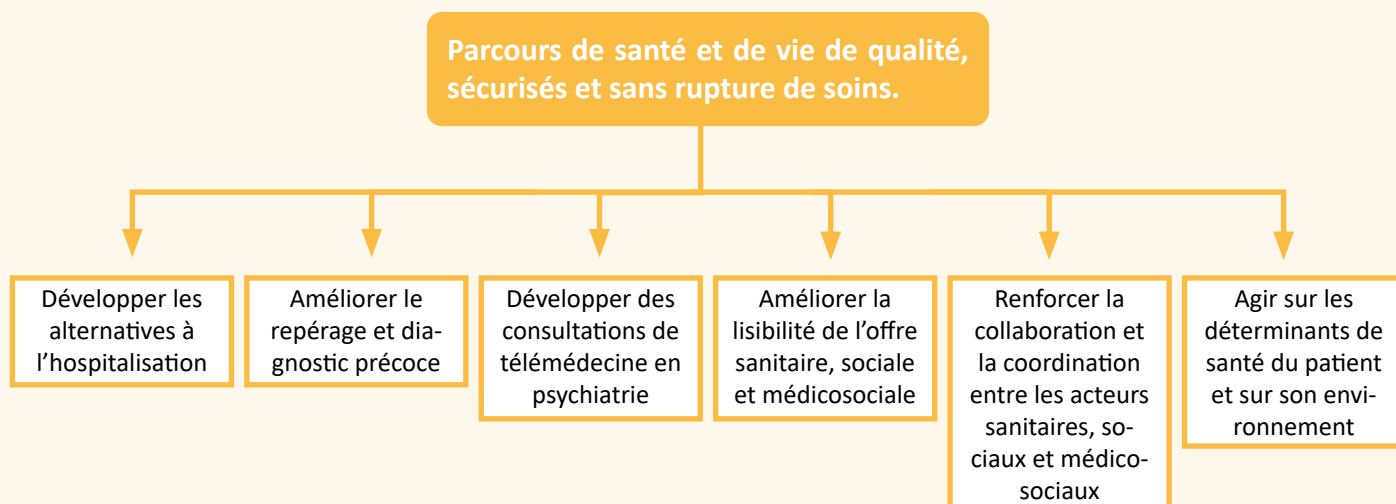 Parcours de santé et de vie de qualité,
sécurisés et sans rupture de soins.
Développer les
alternatives à
l’hospitalisation
Améliorer le
repérage et dia-
gnostic précoce
Développer des
consultations de
télémédecine en
psychiatrie
Améliorer la
lisibilité de l’offre
sanitaire, sociale
et médicosociale
Renforcer la
collaboration et
la coordination
entre les acteurs
sanitaires, so-
ciaux et médico-
sociaux
Agir sur les
déterminants de
santé du patient
et sur son envi-
ronnement